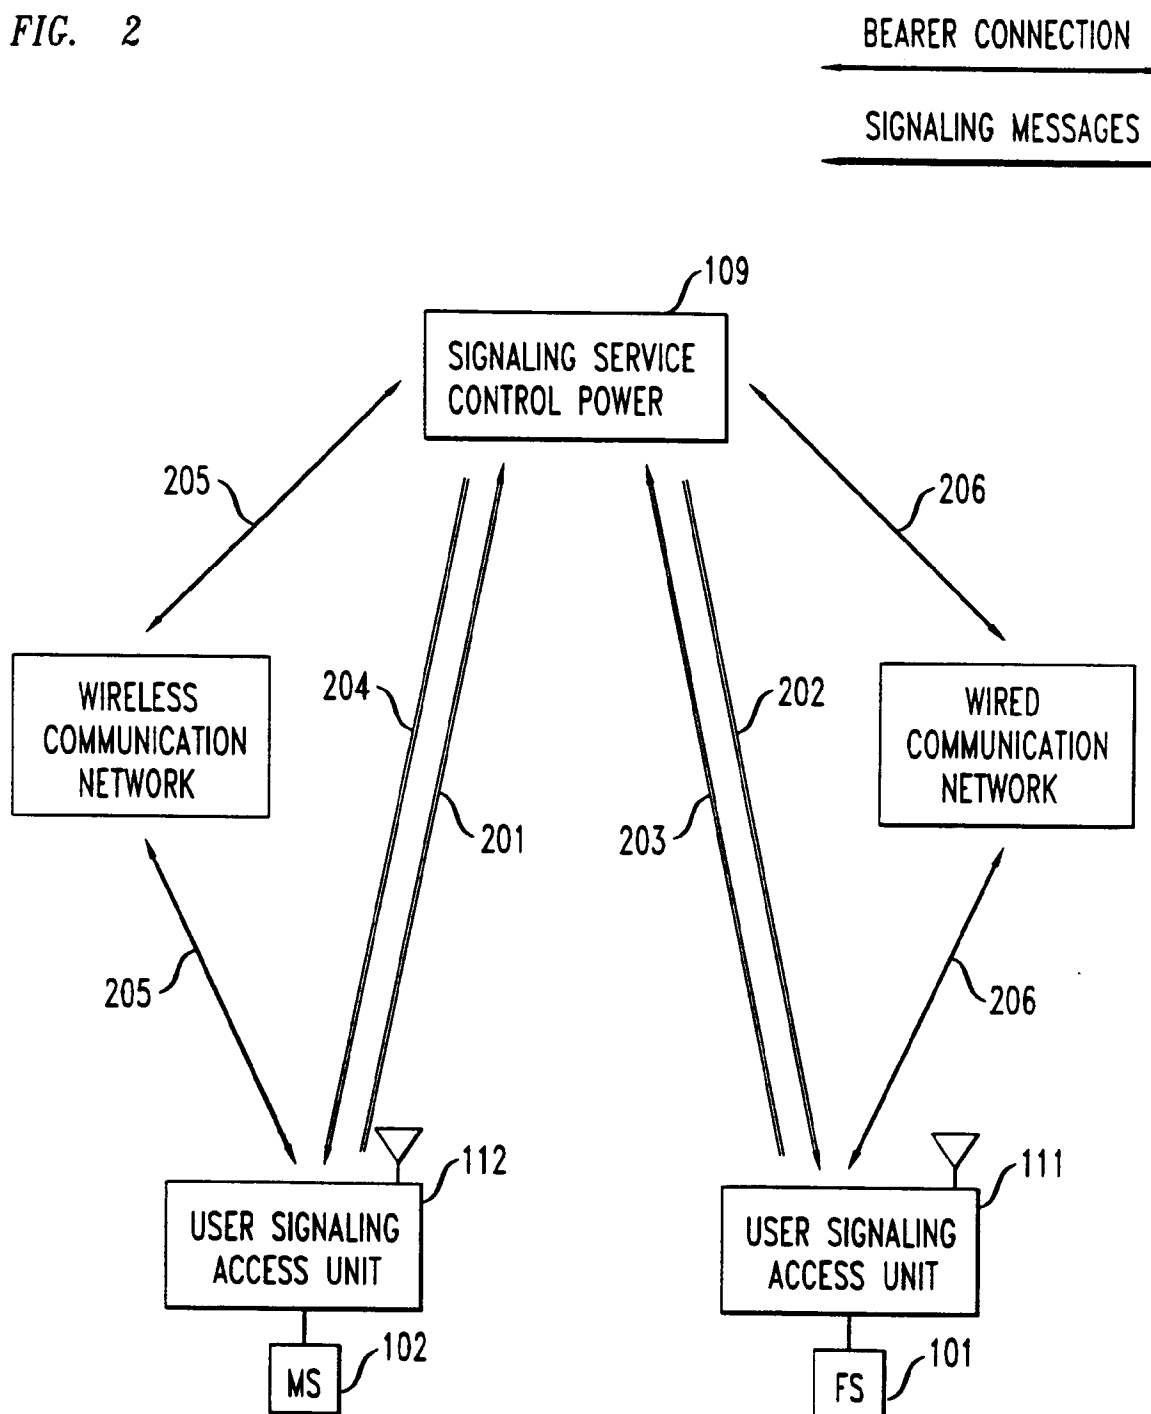 FIG. 2
BEARER CONNECTION
SIGNALING MESSAGES
109
SIGNALING SERVICE
CONTROL POWER
205
206
204
202
WIRELESS
COMMUNICATION
NETWORK
WIRED
COMMUNICATION
NETWORK
201
203
205
206
112
111
USER SIGNALING
ACCESS UNIT
USER SIGNALING
ACCESS UNIT
102
101
MS
FS